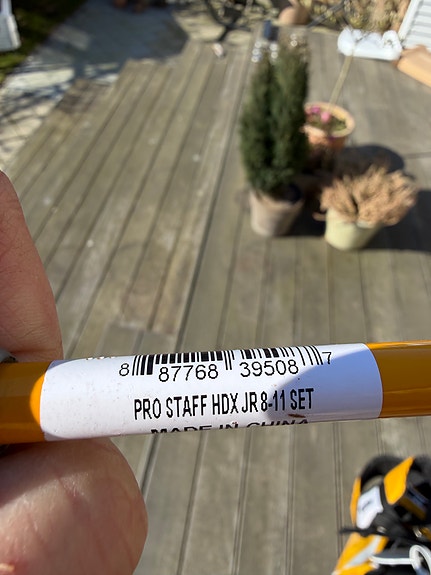 8 87768 39508 7
PRO STAFF HDX JR 8-11 SET
MADE IN CHINA